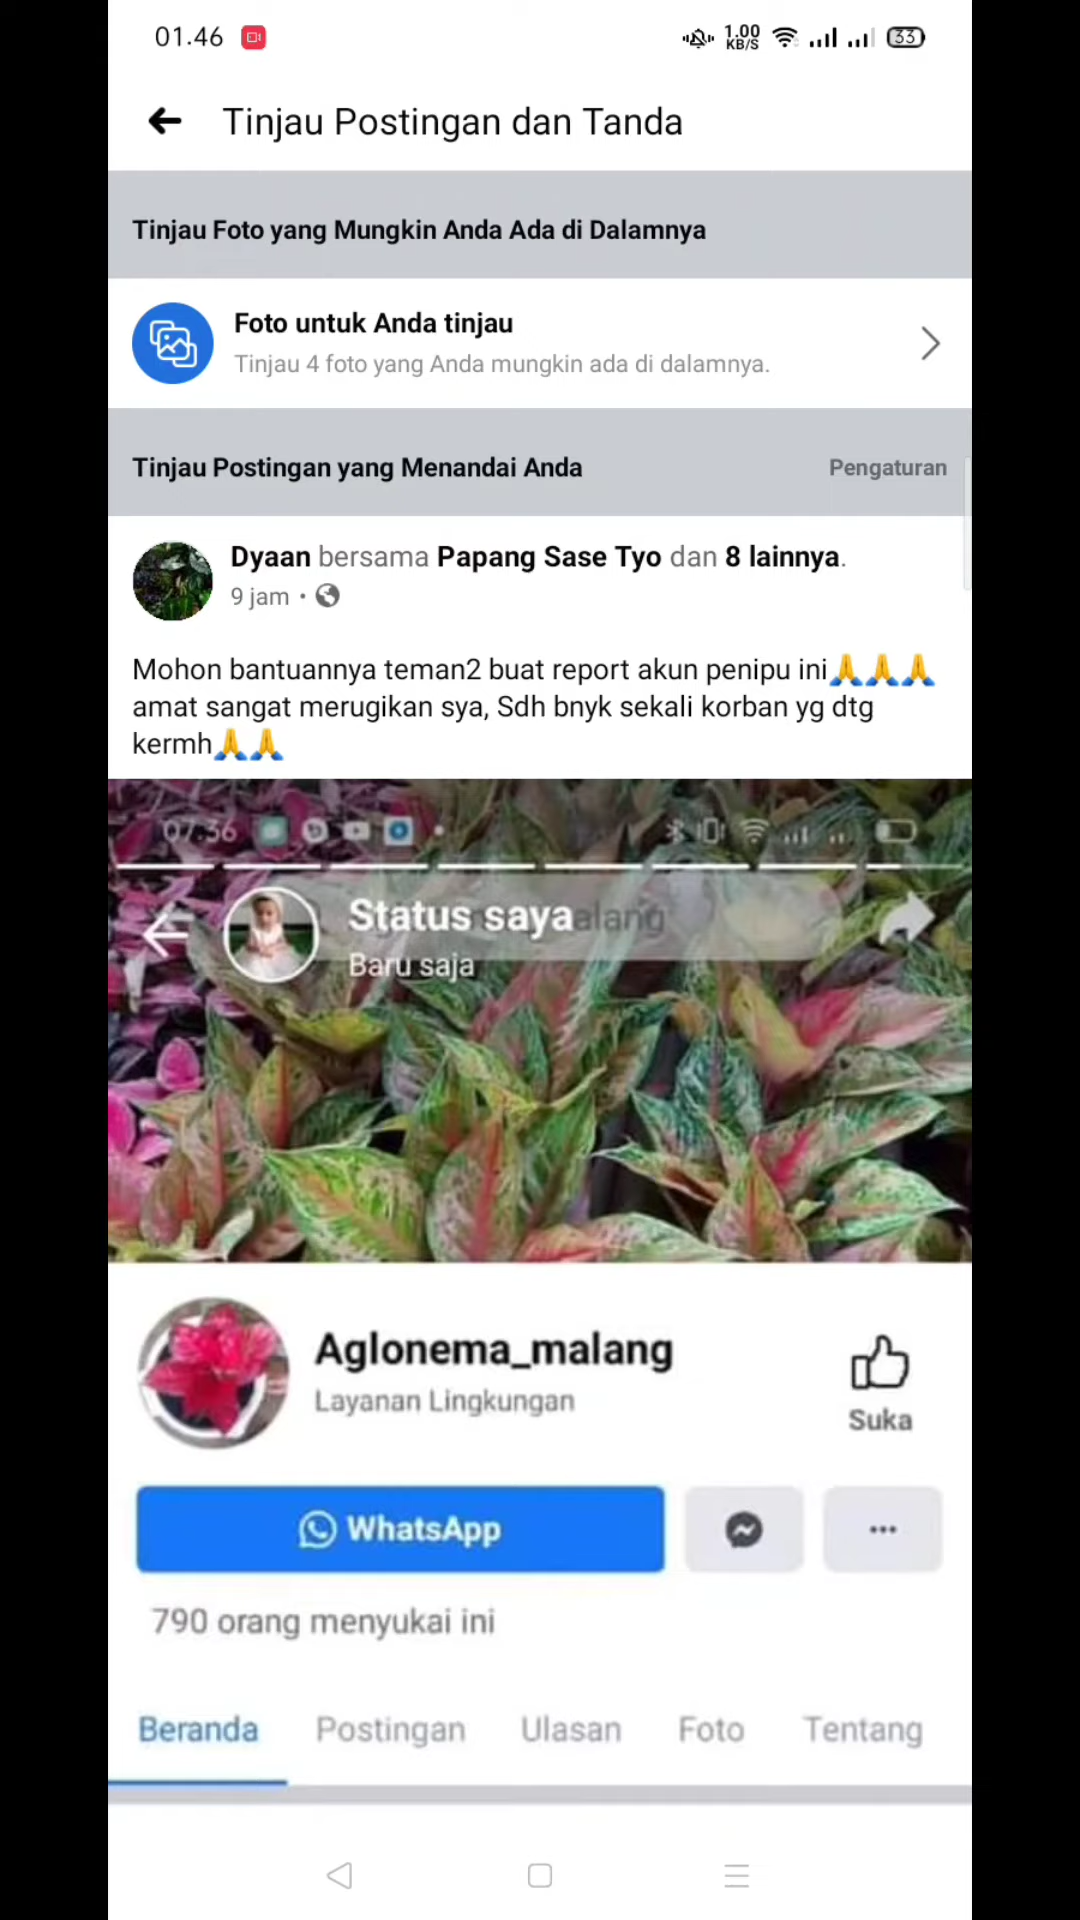 01.46
1.00
KB/S
33
Tinjau Postingan dan Tanda
Tinjau Foto yang Mungkin Anda Ada di Dalamnya
Foto untuk Anda tinjau
Tinjau 4 foto yang Anda mungkin ada di dalamnya.
Tinjau Postingan yang Menandai Anda
Pengaturan
Dyaan bersama Papang Sase Tyo dan 8 lainnya.
9 jam •
Mohon bantuannya teman2 buat report akun penipu ini🙏🙏🙏
amat sangat merugikan sya, Sdh bnyk sekali korban yg dtg
kermh🙏🙏
07.36
Status saya
alang
Baru saja
Aglonema_malang
Layanan Lingkungan
Suka
WhatsApp
790 orang menyukai ini
Beranda
Postingan
Ulasan
Foto
Tentang